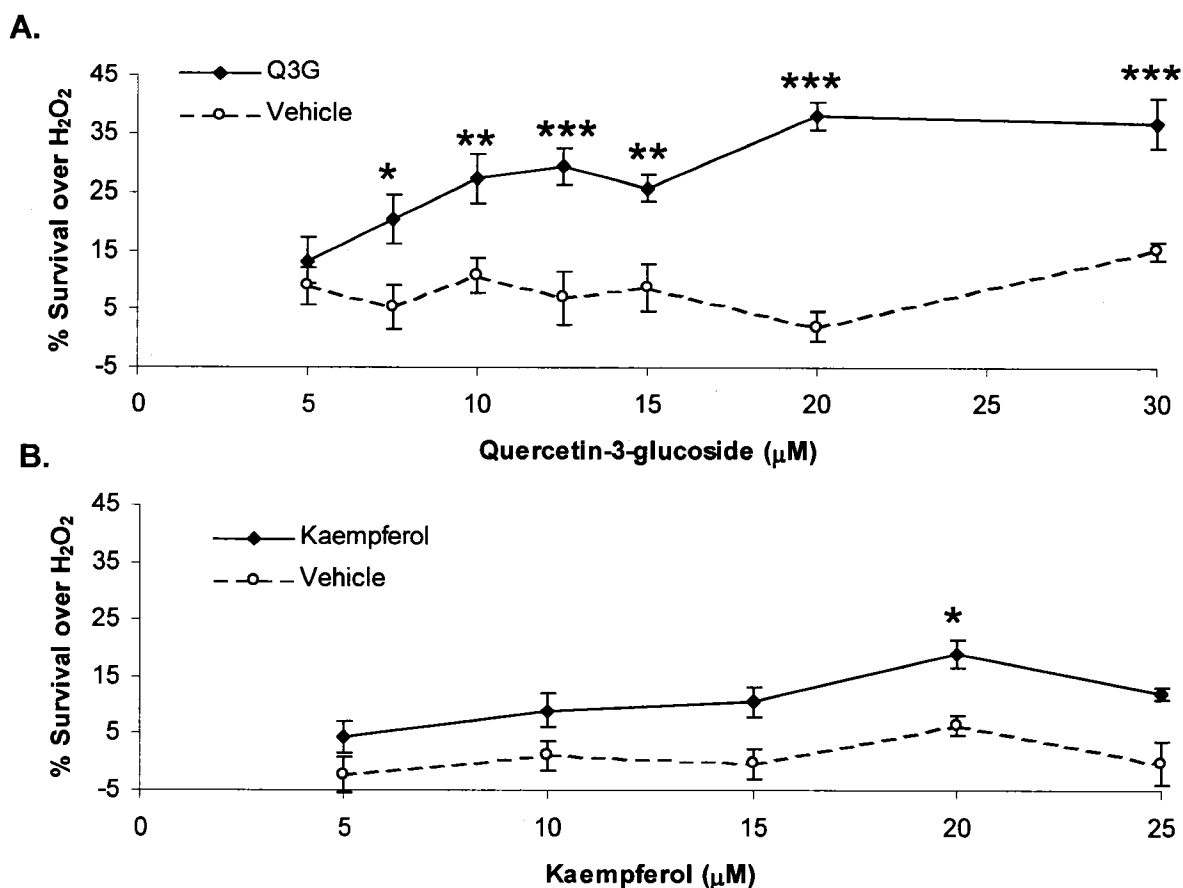 A.
% Survival over H₂O₂
45
35
25
15
5
-5
Q3G
Vehicle
*
**
***
**
***
***
0 5 10 15 20 25 30
Quercetin-3-glucoside (μM)
B.
% Survival over H₂O₂
45
35
25
15
5
-5
Kaempferol
Vehicle
*
0 5 10 15 20 25
Kaempferol (μM)